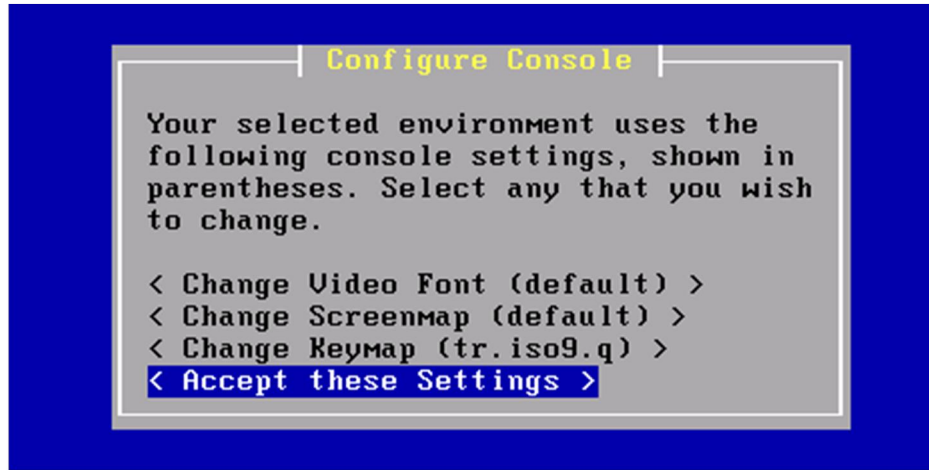 Configure Console
Your selected environment uses the
following console settings, shown in
parentheses. Select any that you wish
to change.
< Change Video Font (default) >
< Change Screenmap (default) >
< Change Keymap (tr.iso9.q) >
< Accept these Settings >